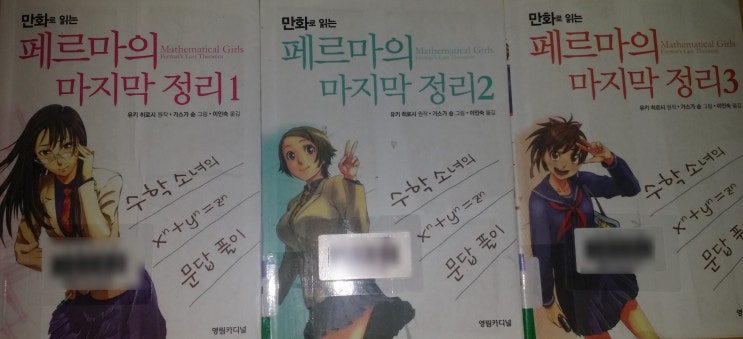 만화로 읽는
페르마의
Mathematical Girls
Fermat's Last Theorem
마지막 정리 1
유키 히로시 원작・가스가 슌 그림・이인숙 옮김
수학 소녀의
xⁿ+yⁿ=zⁿ
문답 풀이
만화로 읽는
페르마의
Mathematical Girls
Fermat's Last Theorem
마지막 정리2
유키 히로시 원작・가스가 슌 그림・이인숙 옮김
수학 소녀의
xⁿ+yⁿ=zⁿ
문답 풀이
영림카디널
만화로 읽는
페르마의
Mathematical Girls
Fermat's Last Theorem
마지막 정리3
유키 히로시 원작・가스가 슌 그림・이인숙 옮김
수학 소녀의
xⁿ+yⁿ=zⁿ
문답 풀이
영림카디널
영림카디널